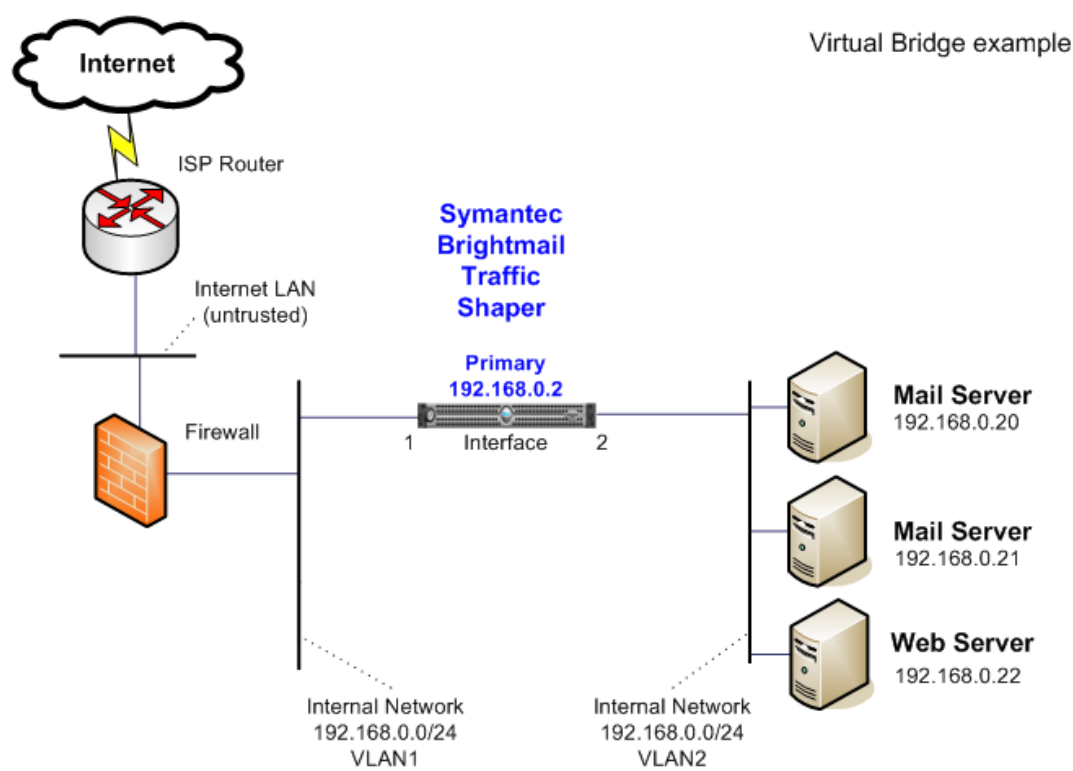 Virtual Bridge example
Internet
ISP Router
Symantec
Brightmail
Traffic
Shaper
Internet LAN
(untrusted)
Primary
192.168.0.2
Firewall
1
Interface
2
Mail Server
192.168.0.20
Mail Server
192.168.0.21
Web Server
192.168.0.22
Internal Network
192.168.0.0/24
VLAN1
Internal Network
192.168.0.0/24
VLAN2